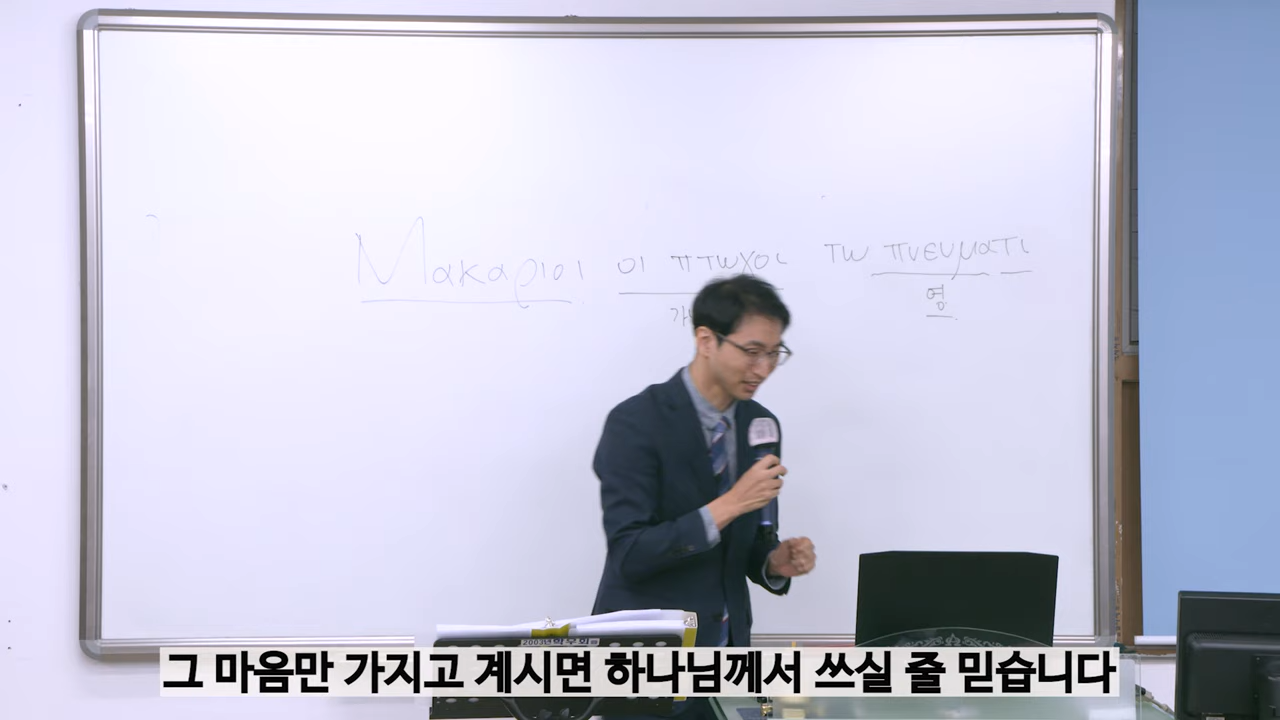 Μακαριοι οι πτωχοι τω πνευματι
영
그 마음만 가지고 계시면 하나님께서 쓰실 줄 믿습니다